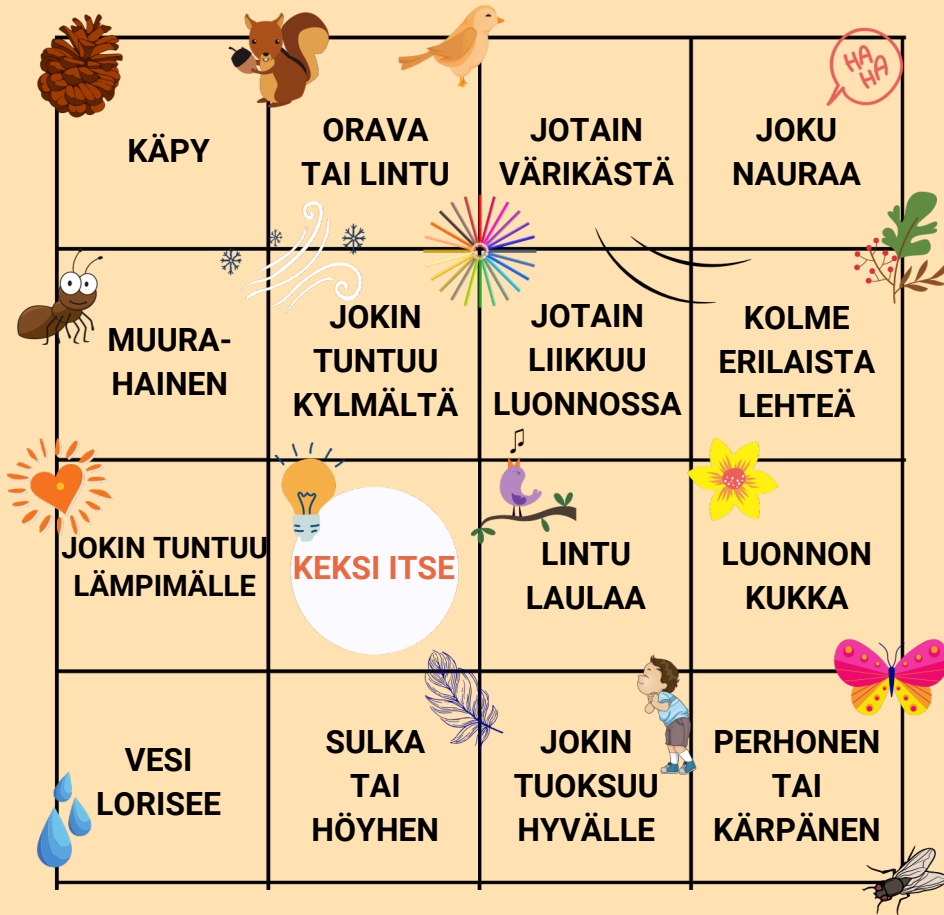 HA
HA
KÄPY
ORAVA
TAI LINTU
JOTAIN
VÄRIKÄSTÄ
JOKU
NAURAA
MUURA-
HAINEN
JOKIN
TUNTUU
KYLMÄLTÄ
JOTAIN
LIIKKUU
LUONNOSSA
KOLME
ERILAISTA
LEHTEÄ
JOKIN TUNTUU
LÄMPIMÄLLE
KEKSI ITSE
LINTU
LAULAA
LUONNON
KUKKA
VESI
LORISEE
SULKA
TAI
HÖYHEN
JOKIN
TUOKSUU
HYVÄLLE
PERHONEN
TAI
KÄRPÄNEN